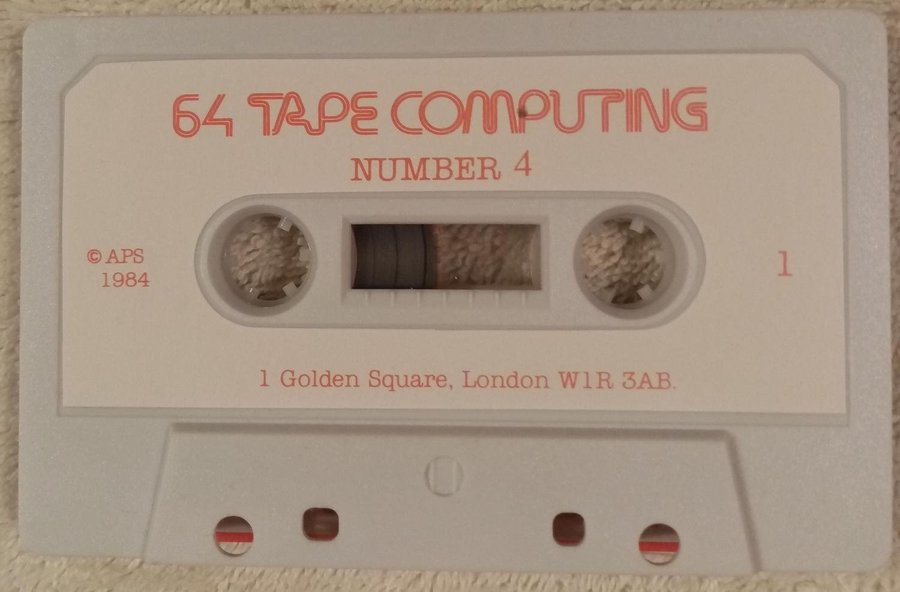 64 TAPE COMPUTING
NUMBER 4
© APS
1984
1
1 Golden Square, London W1R 3AB.